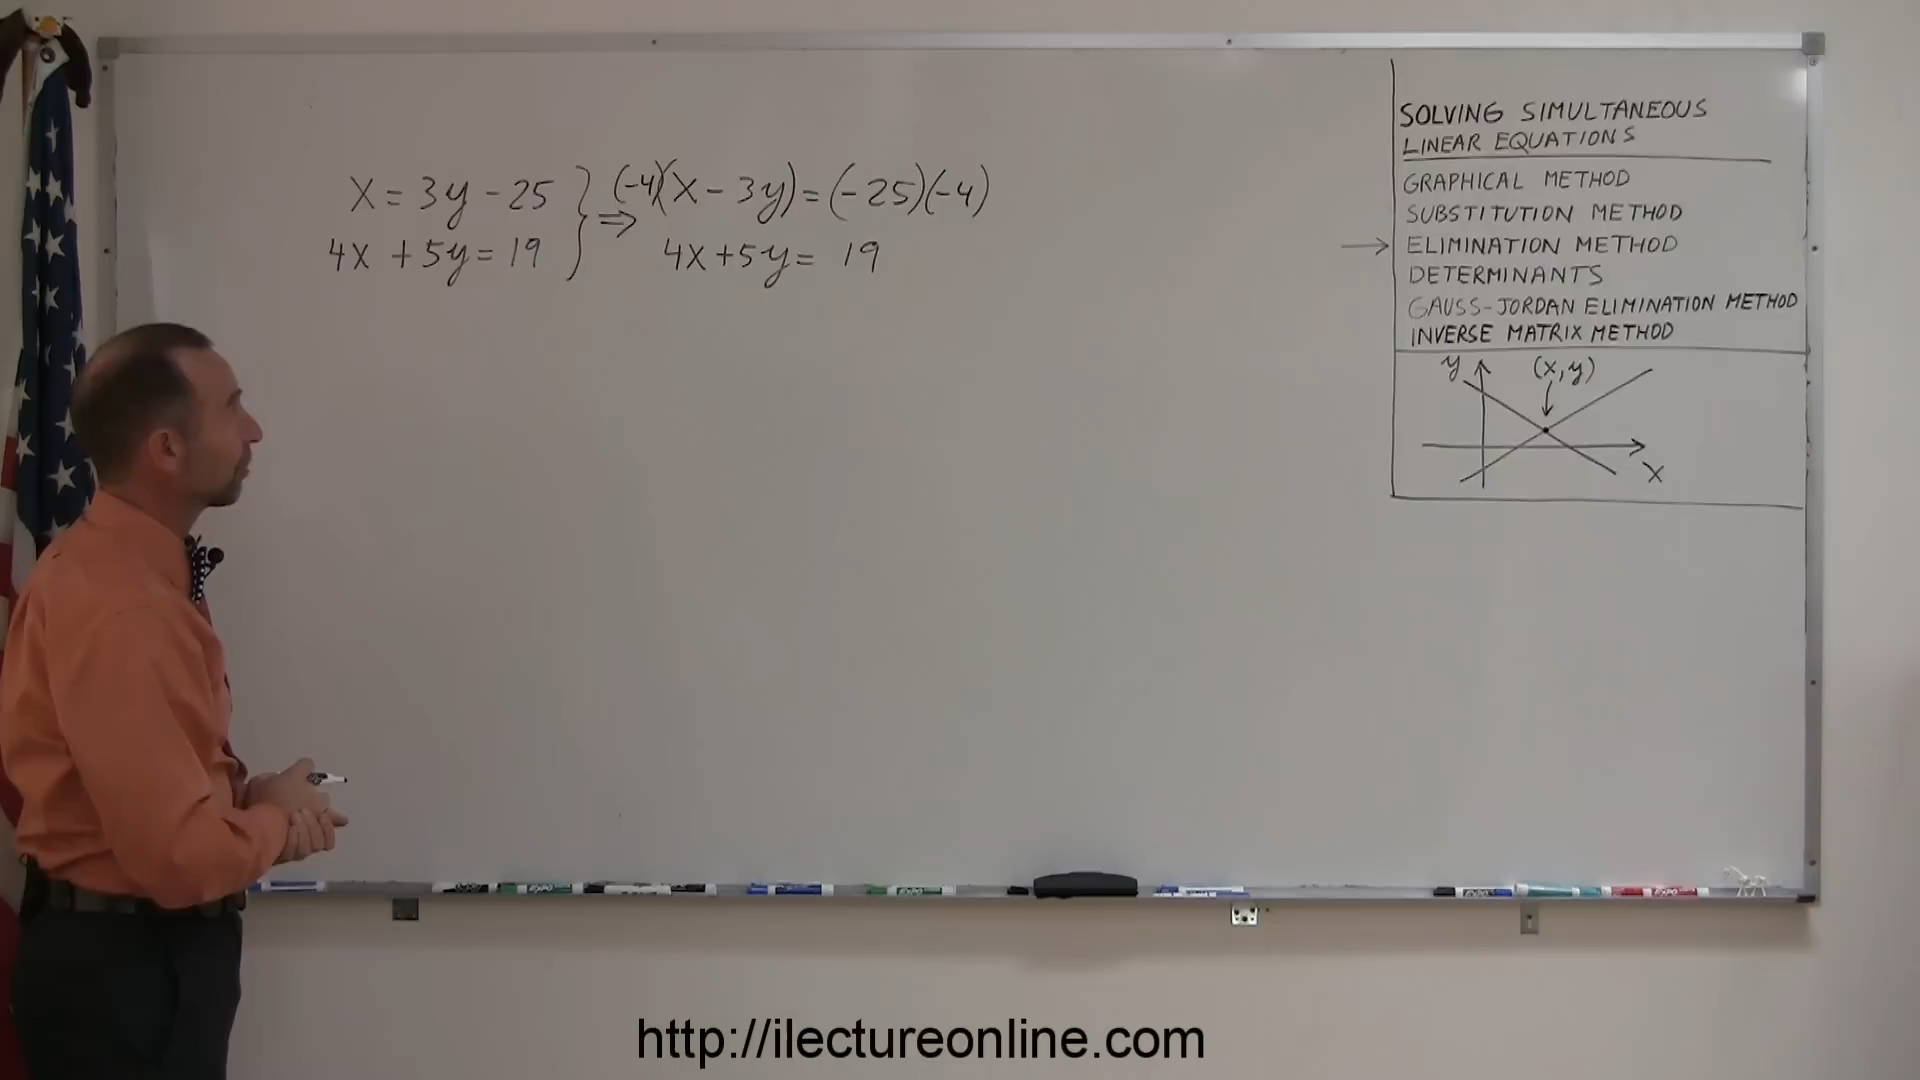 x = 3y - 25 } ⇒ (-4)(x - 3y) = (-25)(-4)
4x + 5y = 19 4x + 5y = 19
SOLVING SIMULTANEOUS
LINEAR EQUATIONS
GRAPHICAL METHOD
SUBSTITUTION METHOD
→ ELIMINATION METHOD
DETERMINANTS
GAUSS-JORDAN ELIMINATION METHOD
INVERSE MATRIX METHOD
y (x,y)
x
http://ilectureonline.com